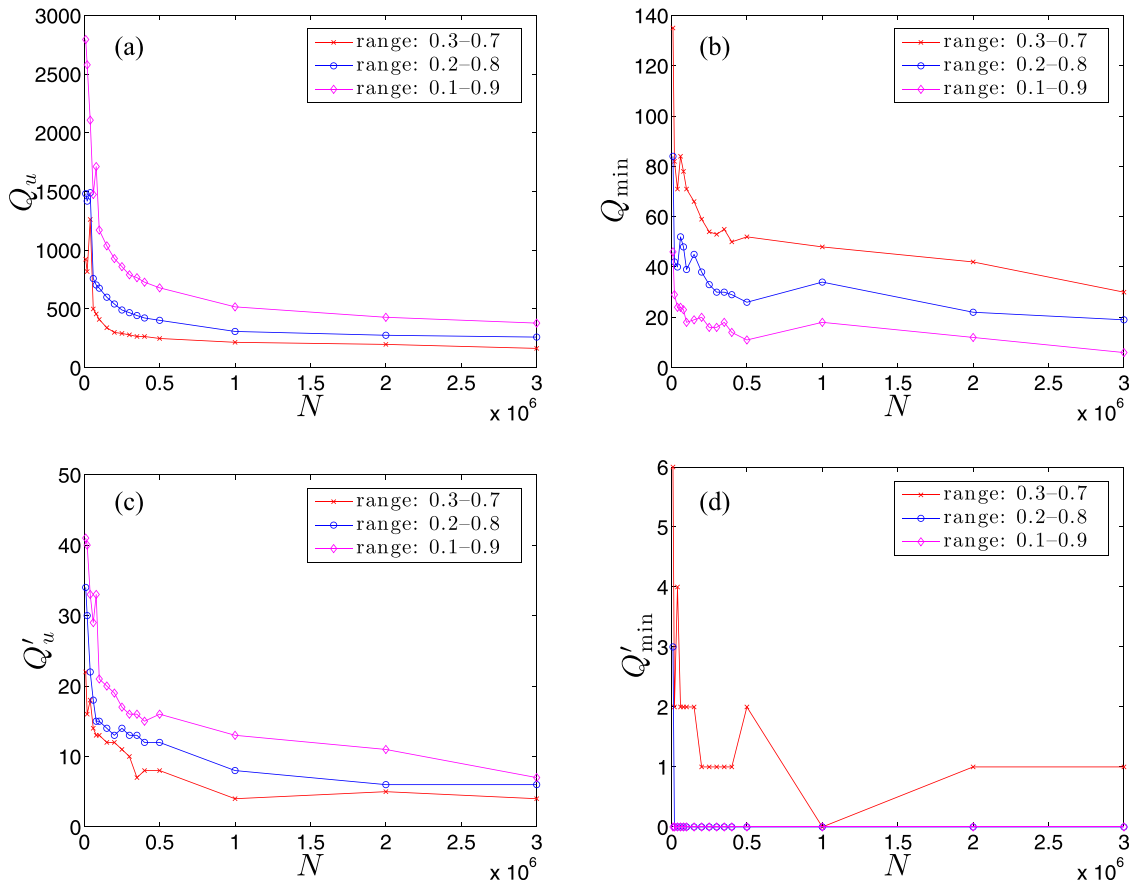 (a)
3000
2500
2000
1500
1000
500
0
Q_u
range: 0.3–0.7
range: 0.2–0.8
range: 0.1–0.9
0 0.5 1 1.5 2 2.5 3
N
x 10^6
(b)
140
120
100
80
60
40
20
0
Q_min
range: 0.3–0.7
range: 0.2–0.8
range: 0.1–0.9
0 0.5 1 1.5 2 2.5 3
N
x 10^6
(c)
50
40
30
20
10
0
Q'_u
range: 0.3–0.7
range: 0.2–0.8
range: 0.1–0.9
0 0.5 1 1.5 2 2.5 3
N
x 10^6
(d)
6
5
4
3
2
1
0
Q'_min
range: 0.3–0.7
range: 0.2–0.8
range: 0.1–0.9
0 0.5 1 1.5 2 2.5 3
N
x 10^6